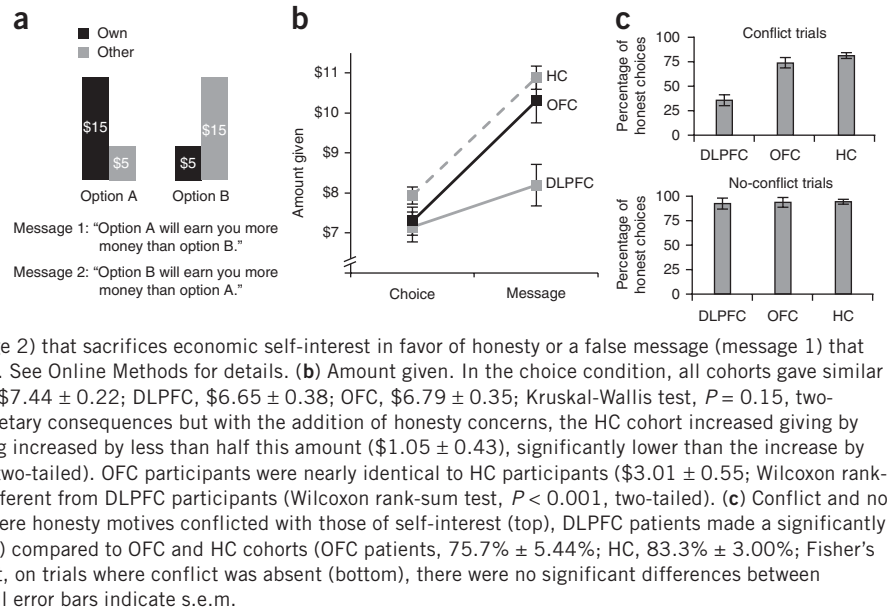 a
Own
Other
$15
$5
$5
$15
Option A
Option B
Message 1: “Option A will earn you more
money than option B.”
Message 2: “Option B will earn you more
money than option A.”
b
Amount given
$11
$10
$9
$8
$7
HC
OFC
DLPFC
Choice
Message
c
Conflict trials
Percentage of
honest choices
100
75
50
25
0
DLPFC
OFC
HC
No-conflict trials
Percentage of
honest choices
100
75
50
25
0
DLPFC
OFC
HC
ge 2) that sacrifices economic self-interest in favor of honesty or a false message (message 1) that
. See Online Methods for details. (b) Amount given. In the choice condition, all cohorts gave similar
$7.44 ± 0.22; DLPFC, $6.65 ± 0.38; OFC, $6.79 ± 0.35; Kruskal-Wallis test, P = 0.15, two-
etary consequences but with the addition of honesty concerns, the HC cohort increased giving by
g increased by less than half this amount ($1.05 ± 0.43), significantly lower than the increase by
two-tailed). OFC participants were nearly identical to HC participants ($3.01 ± 0.55; Wilcoxon rank-
fferent from DLPFC participants (Wilcoxon rank-sum test, P < 0.001, two-tailed). (c) Conflict and no
ere honesty motives conflicted with those of self-interest (top), DLPFC patients made a significantly
) compared to OFC and HC cohorts (OFC patients, 75.7% ± 5.44%; HC, 83.3% ± 3.00%; Fisher’s
t, on trials where conflict was absent (bottom), there were no significant differences between
ll error bars indicate s.e.m.